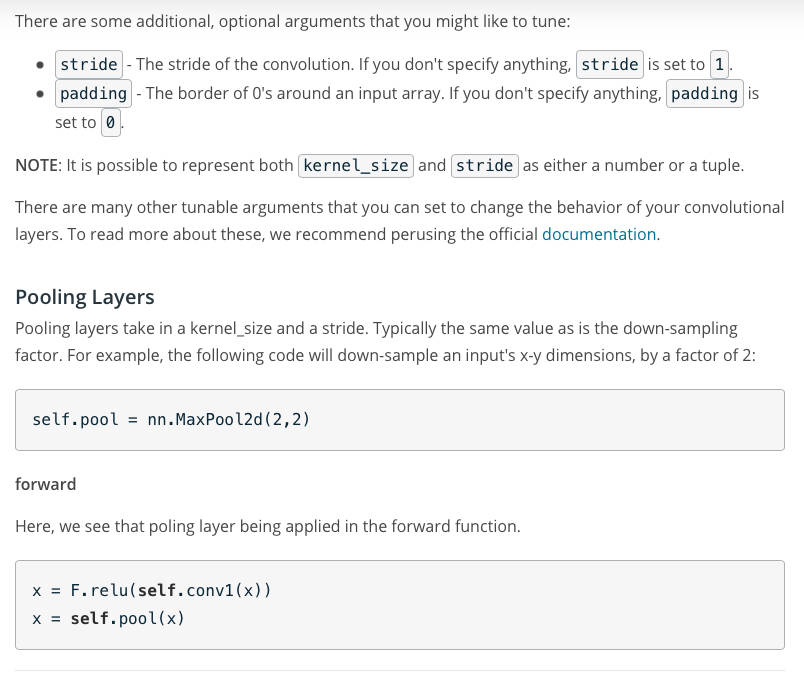 There are some additional, optional arguments that you might like to tune:
stride - The stride of the convolution. If you don't specify anything, stride is set to 1.
padding - The border of 0's around an input array. If you don't specify anything, padding is
set to 0.
NOTE: It is possible to represent both kernel_size and stride as either a number or a tuple.
There are many other tunable arguments that you can set to change the behavior of your convolutional
layers. To read more about these, we recommend perusing the official documentation.
Pooling Layers
Pooling layers take in a kernel_size and a stride. Typically the same value as is the down-sampling
factor. For example, the following code will down-sample an input's x-y dimensions, by a factor of 2:
self.pool = nn.MaxPool2d(2,2)
forward
Here, we see that poling layer being applied in the forward function.
x = F.relu(self.conv1(x))
x = self.pool(x)